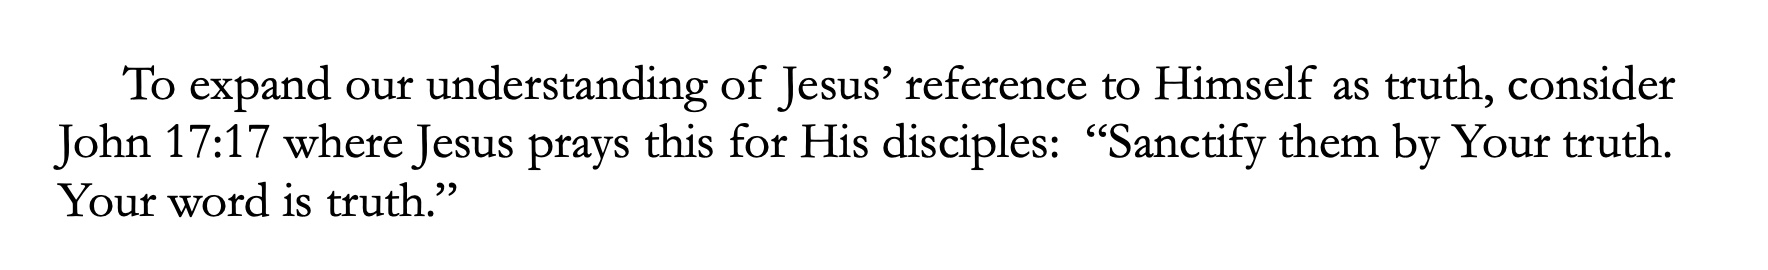 To expand our understanding of Jesus’ reference to Himself as truth, consider
John 17:17 where Jesus prays this for His disciples:  “Sanctify them by Your truth.
Your word is truth.”